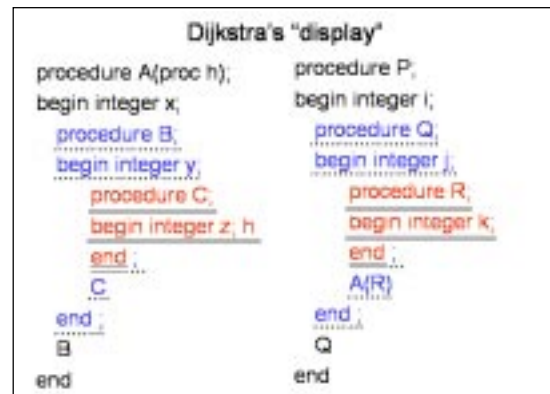 Dijkstra's "display"
procedure A(proc h);
begin integer x;
procedure B;
begin integer y;
procedure C;
begin integer z; h
end ;
C
end ;
B
end
procedure P;
begin integer i;
procedure Q;
begin integer j;
procedure R;
begin integer k;
end ;
A(R)
end ;
Q
end